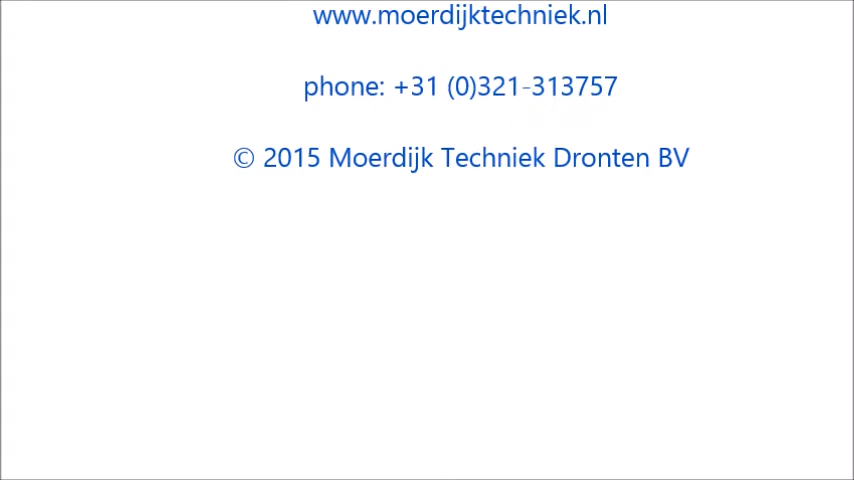 www.moerdijktechniek.nl
phone: +31 (0)321-313757
© 2015 Moerdijk Techniek Dronten BV